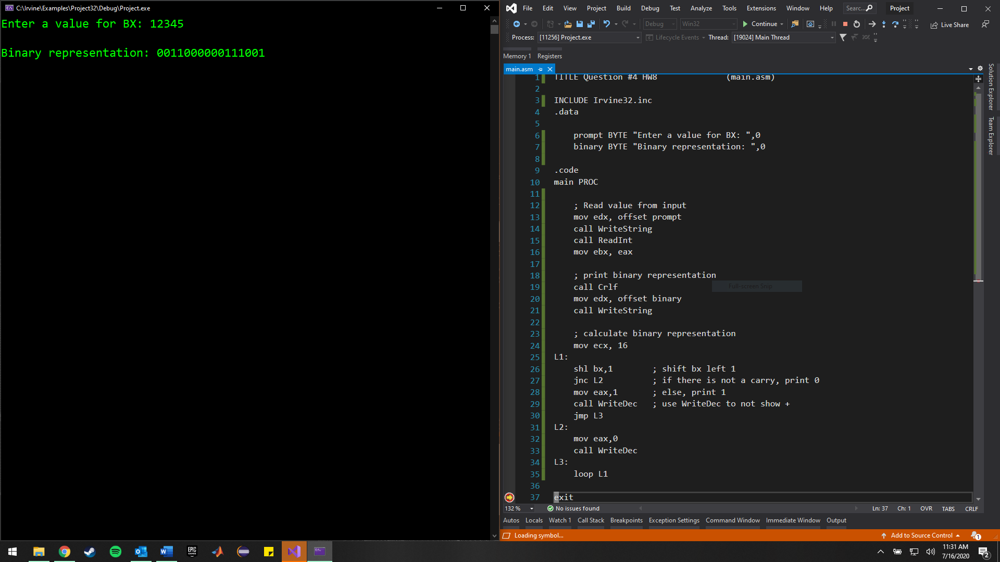 C:\Irvine\Examples\Project32\Debug\Project.exe
Enter a value for BX: 12345
Binary representation: 0011000000111001
File Edit View Project Build Debug Test Analyze Tools Extensions Window Help Searc... Project
Debug Win32 Continue Live Share
Process: [11256] Project.exe Lifecycle Events Thread: [19024] Main Thread
Memory 1 Registers
main.asm
1 TITLE Question #4 HW8 (main.asm)
2
3 INCLUDE Irvine32.inc
4 .data
5
6 prompt BYTE "Enter a value for BX: ",0
7 binary BYTE "Binary representation: ",0
8
9 .code
10 main PROC
11
12 ; Read value from input
13 mov edx, offset prompt
14 call WriteString
15 call ReadInt
16 mov ebx, eax
17
18 ; print binary representation
19 call Crlf
Full-screen Snip
20 mov edx, offset binary
21 call WriteString
22
23 ; calculate binary representation
24 mov ecx, 16
25 L1:
26 shl bx,1 ; shift bx left 1
27 jnc L2 ; if there is not a carry, print 0
28 mov eax,1 ; else, print 1
29 call WriteDec ; use WriteDec to not show +
30 jmp L3
31 L2:
32 mov eax,0
33 call WriteDec
34 L3:
35 loop L1
36
37 exit
Solution Explorer
Team Explorer
132 % No issues found Ln: 37 Ch: 1 OVR TABS CRLF
Autos Locals Watch 1 Call Stack Breakpoints Exception Settings Command Window Immediate Window Output
Loading symbol... Add to Source Control 1
EPIC GAMES
11:31 AM
7/16/2020
2